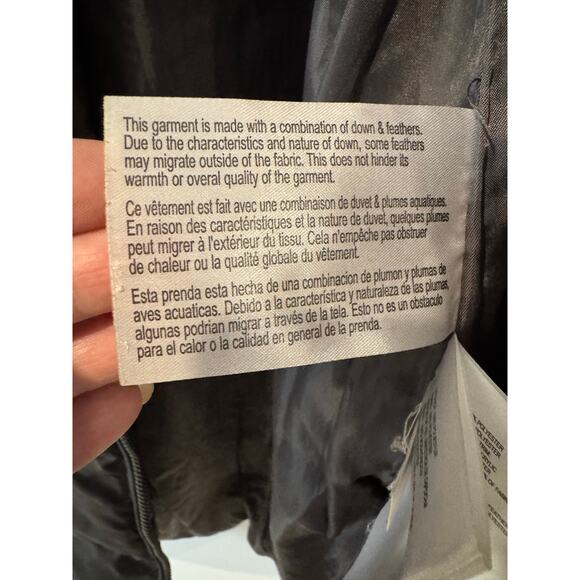 This garment is made with a combination of down & feathers.
Due to the characteristics and nature of down, some feathers
may migrate outside of the fabric. This does not hinder its
warmth or overal quality of the garment.
Ce vêtement est fait avec une combinaison de duvet & plumes aquatiques.
En raison des caractéristiques et la nature de duvet, quelques plumes
peut migrer à l'extérieur du tissu. Cela n'empêche pas obstruer
de chaleur ou la qualité globale du vêtement.
Esta prenda esta hecha de una combinacion de plumon y plumas de
aves acuaticas. Debido a la característica y naturaleza de las plumas,
algunas podrian migrar a través de la tela. Esto no es un obstaculo
para el calor o la calidad en general de la prenda.
POLYESTER
POLYESTER